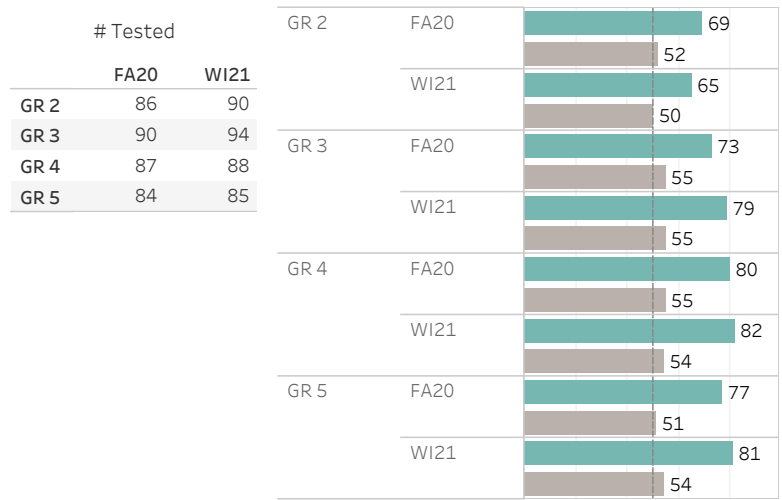 # Tested
FA20 WI21
GR 2 86 90
GR 3 90 94
GR 4 87 88
GR 5 84 85
GR 2 FA20 69
52
WI21 65
50
GR 3 FA20 73
55
WI21 79
55
GR 4 FA20 80
55
WI21 82
54
GR 5 FA20 77
51
WI21 81
54